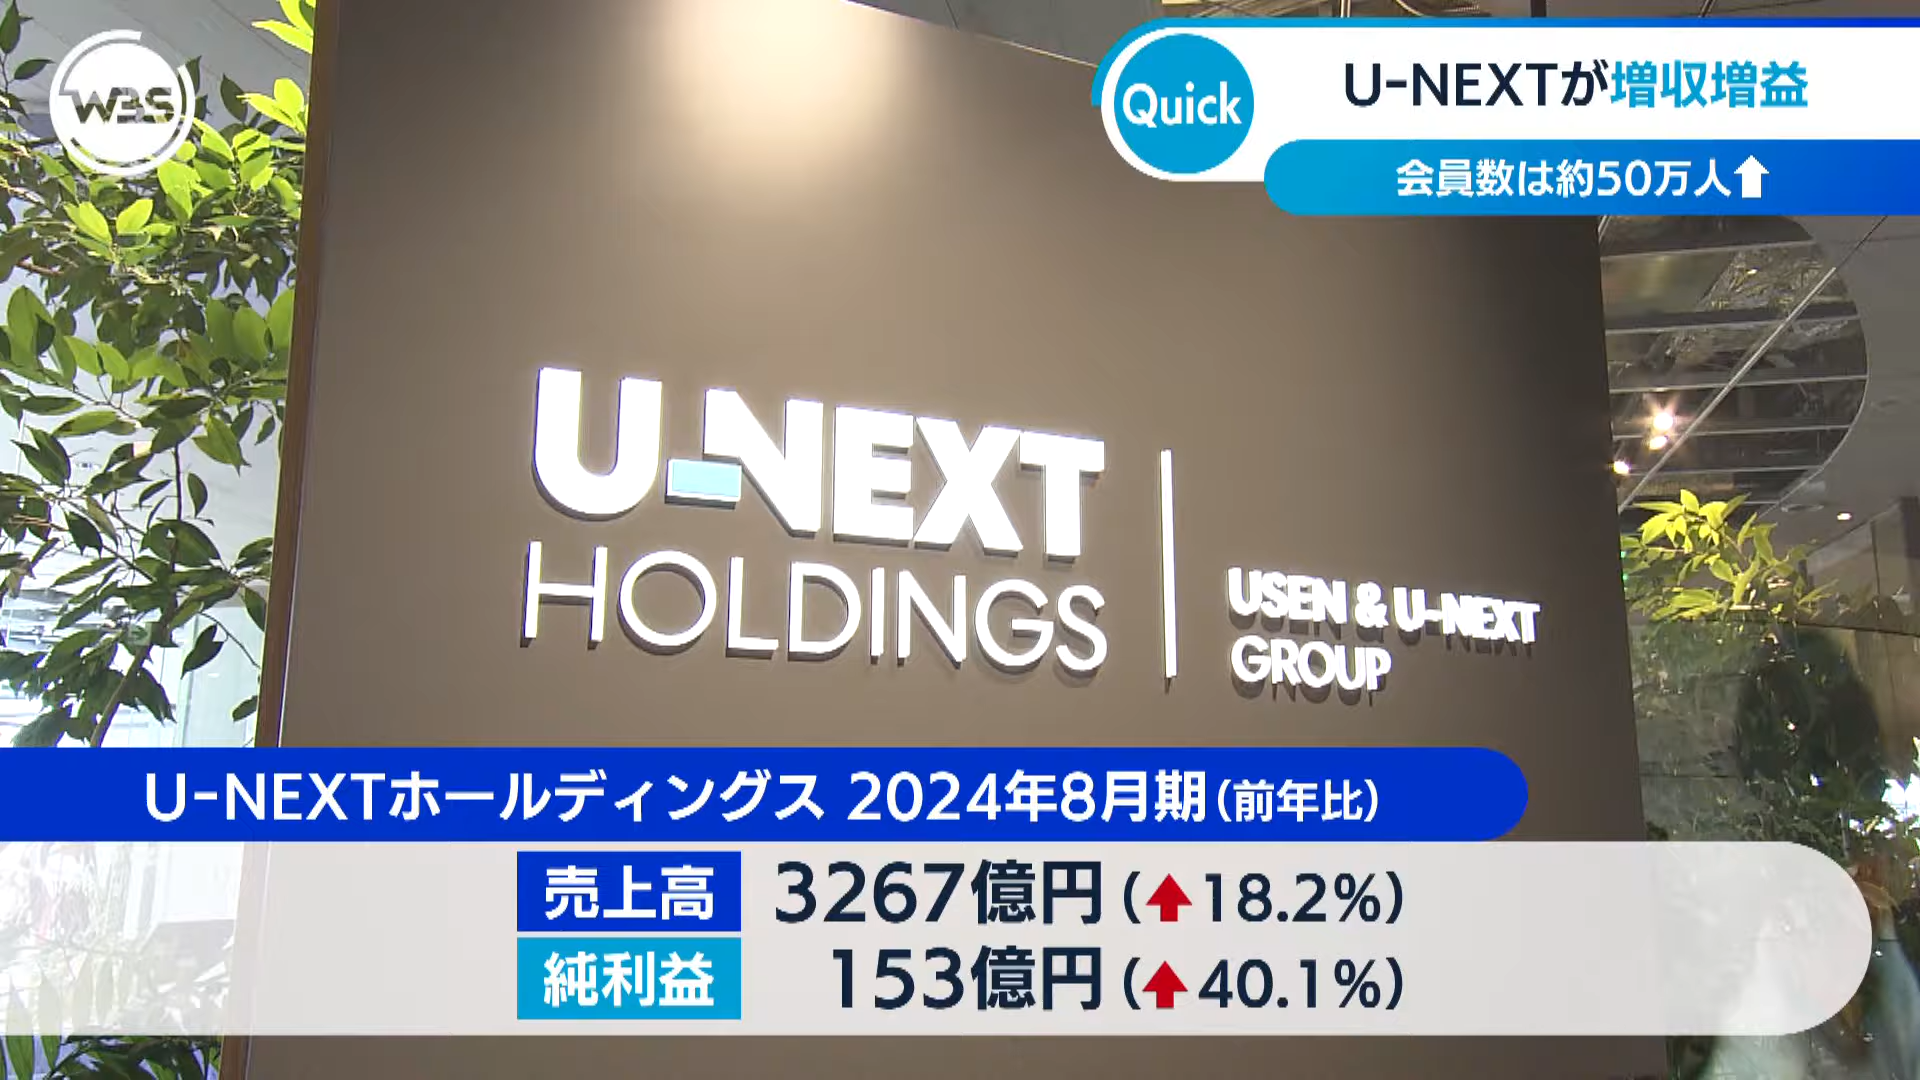 WBS
Quick
U-NEXTが増収増益
会員数は約50万人⬆
U-NEXT
HOLDINGS
USEN & U-NEXT
GROUP
U-NEXTホールディングス 2024年8月期(前年比)
売上高 3267億円(⬆18.2%)
純利益 153億円(⬆40.1%)